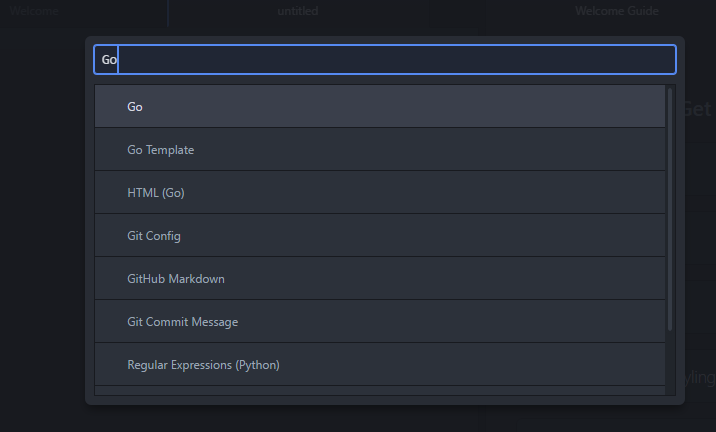 Welcome untitled Welcome Guide
Go
Go
Get
Go Template
HTML (Go)
Git Config
GitHub Markdown
Git Commit Message
Regular Expressions (Python)